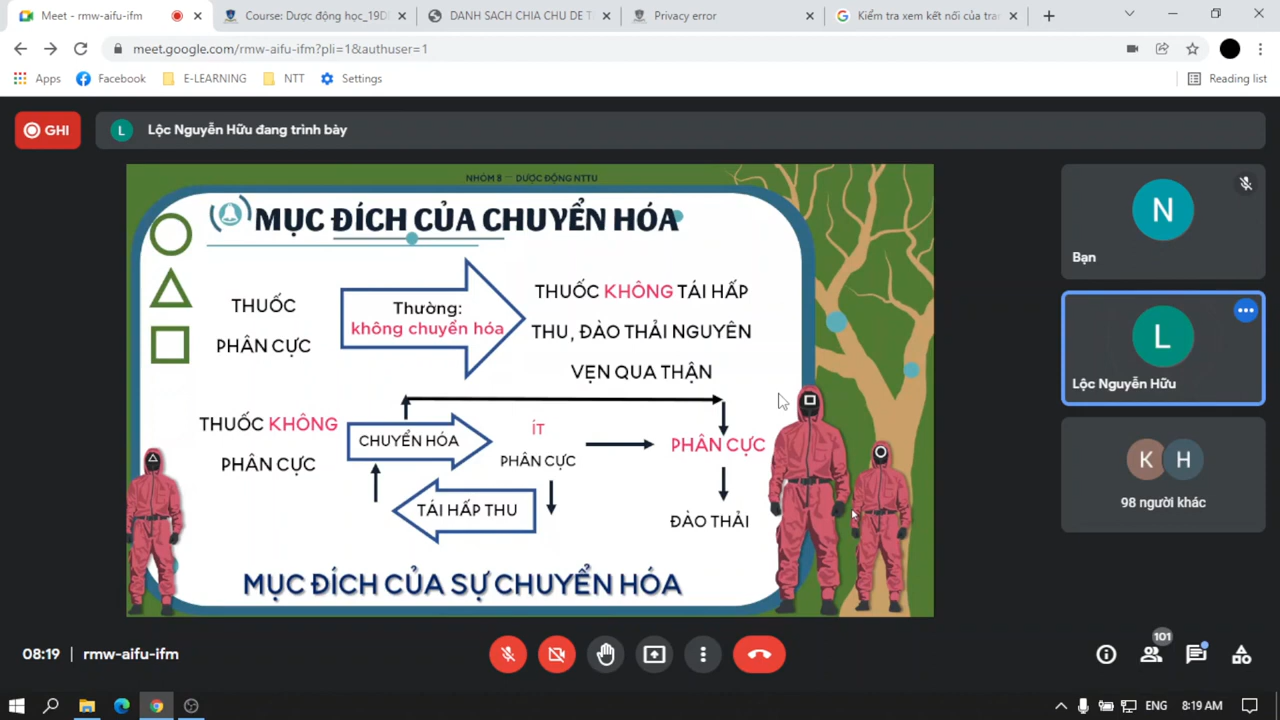 Meet - rmw-aifu-ifm
Course: Dược động học_19D
DANH SACH CHIA CHU DE T
Privacy error
Kiểm tra xem kết nối của tran
meet.google.com/rmw-aifu-ifm?pli=1&authuser=1
Apps
Facebook
E-LEARNING
NTT
Settings
Reading list
GHI
L
Lộc Nguyễn Hữu đang trình bày
NHÓM 8 — DƯỢC ĐỘNG NTTU
MỤC ĐÍCH CỦA CHUYỂN HÓA
THUỐC
PHÂN CỰC
Thường:
không chuyển hóa
THUỐC KHÔNG TÁI HẤP
THU, ĐÀO THẢI NGUYÊN
VẸN QUA THẬN
THUỐC KHÔNG
PHÂN CỰC
CHUYỂN HÓA
ÍT
PHÂN CỰC
PHÂN CỰC
TÁI HẤP THU
ĐÀO THẢI
MỤC ĐÍCH CỦA SỰ CHUYỂN HÓA
N
Bạn
L
Lộc Nguyễn Hữu
K
H
98 người khác
08:19
rmw-aifu-ifm
101
ENG
8:19 AM